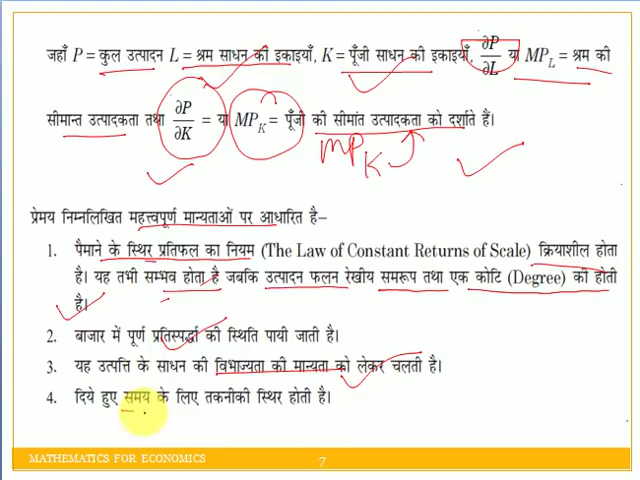 जहाँ P = कुल उत्पादन L = श्रम साधन की इकाइयाँ, K = पूँजी साधन की इकाइयाँ, ∂P/∂L या MP_L = श्रम की
सीमान्त उत्पादकता तथा ∂P/∂K = या MP_K = पूँजी की सीमांत उत्पादकता को दर्शाते हैं।
MP_K
प्रेमय निम्नलिखित महत्त्वपूर्ण मान्यताओं पर आधारित है–
1. पैमाने के स्थिर प्रतिफल का नियम (The Law of Constant Returns of Scale) क्रियाशील होता
है। यह तभी सम्भव होता है जबकि उत्पादन फलन रेखीय समरूप तथा एक कोटि (Degree) की होती
है।
2. बाजार में पूर्ण प्रतिस्पर्द्धा की स्थिति पायी जाती है।
3. यह उत्पत्ति के साधन की विभाज्यता की मान्यता को लेकर चलती है।
4. दिये हुए समय के लिए तकनीकी स्थिर होती है।
MATHEMATICS FOR ECONOMICS 7